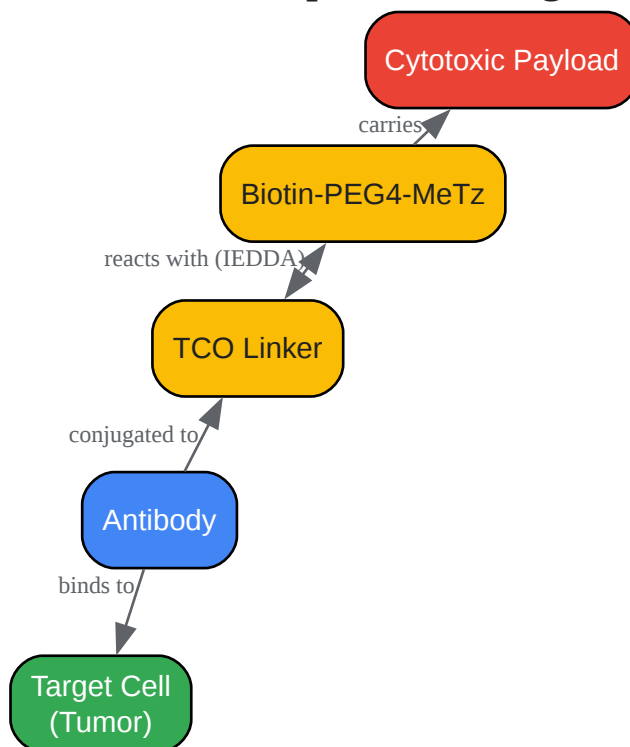 Cytotoxic Payload
carries
Biotin-PEG4-MeTz
reacts with (IEDDA)
TCO Linker
conjugated to
Antibody
binds to
Target Cell
(Tumor)